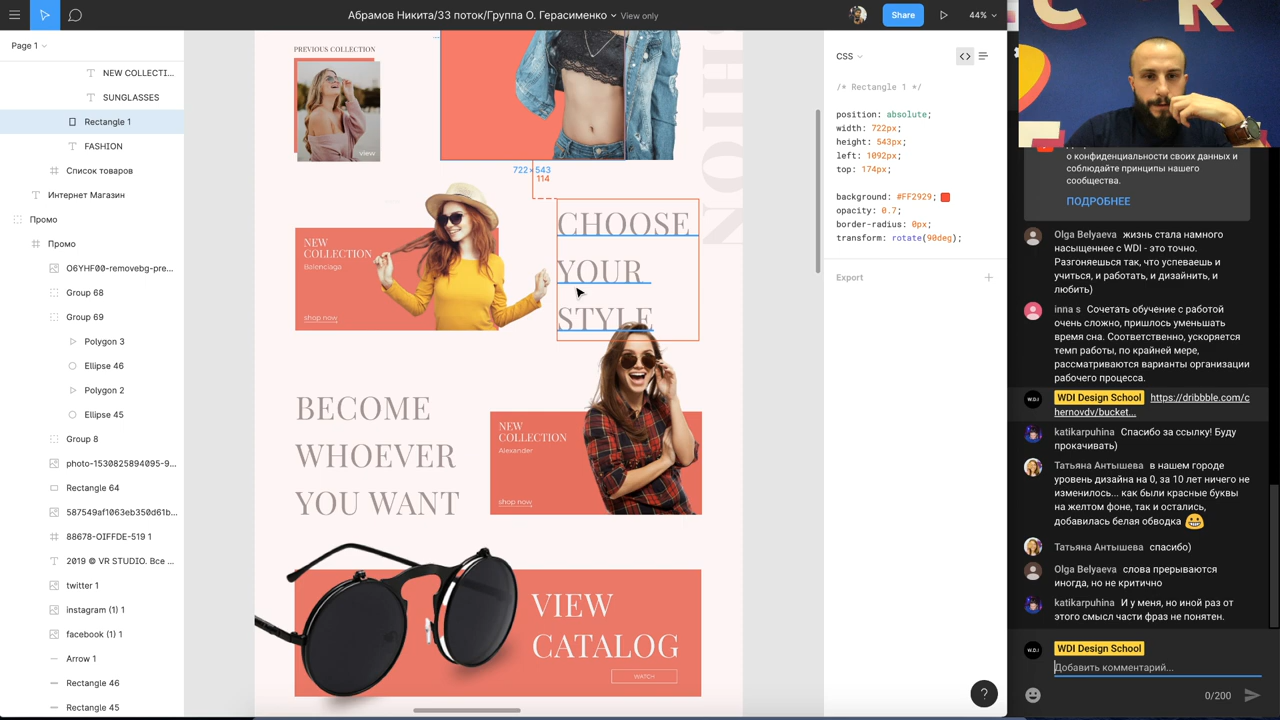 Абрамов Никита/33 поток/Группа О. Герасименко
View only
Share
44%
Page 1
NEW COLLECTI...
SUNGLASSES
Rectangle 1
FASHION
Список товаров
Интернет Магазин
Промо
Промо
O6YHF00-removebg-pre...
Group 68
Group 69
Polygon 3
Ellipse 46
Polygon 2
Ellipse 45
Group 8
photo-1530825894095-9...
Rectangle 64
587549af1063eb350d61b...
88678-OIFFDE-519 1
2019 © VR STUDIO. Все ...
twitter 1
instagram (1) 1
facebook (1) 1
Arrow 1
Rectangle 46
Rectangle 45
PREVIOUS COLLECTION
View
722 × 543
114
NEW
COLLECTION
Balenciaga
shop now
CHOOSE
YOUR
STYLE
BECOME
WHOEVER
YOU WANT
NEW
COLLECTION
Alexander
shop now
VIEW
CATALOG
WATCH
CSS
/* Rectangle 1 */
position: absolute;
width: 722px;
height: 543px;
left: 1092px;
top: 174px;
background: #FF2929;
opacity: 0.7;
border-radius: 0px;
transform: rotate(90deg);
Export
?
о конфиденциальности своих данных и
соблюдайте принципы нашего
сообщества.
ПОДРОБНЕЕ
Olga Belyaeva жизнь стала намного
насыщеннее с WDI - это точно.
Разгоняешься так, что успеваешь и
учиться, и работать, и дизайнить, и
любить)
inna s Сочетать обучение с работой
очень сложно, пришлось уменьшать
время сна. Соответственно, ускоряется
темп работы, по крайней мере,
рассматриваются варианты организации
рабочего процесса.
WDI Design School https://dribbble.com/c
hernovdv/bucket...
katikarpuhina Спасибо за ссылку! Буду
прокачивать)
Татьяна Антышева в нашем городе
уровень дизайна на 0, за 10 лет ничего не
изменилось... как были красные буквы
на желтом фоне, так и остались,
добавилась белая обводка
Татьяна Антышева спасибо)
Olga Belyaeva слова прерываются
иногда, но не критично
katikarpuhina И у меня, но иной раз от
этого смысл части фраз не понятен.
WDI Design School
Добавить комментарий...
0/200